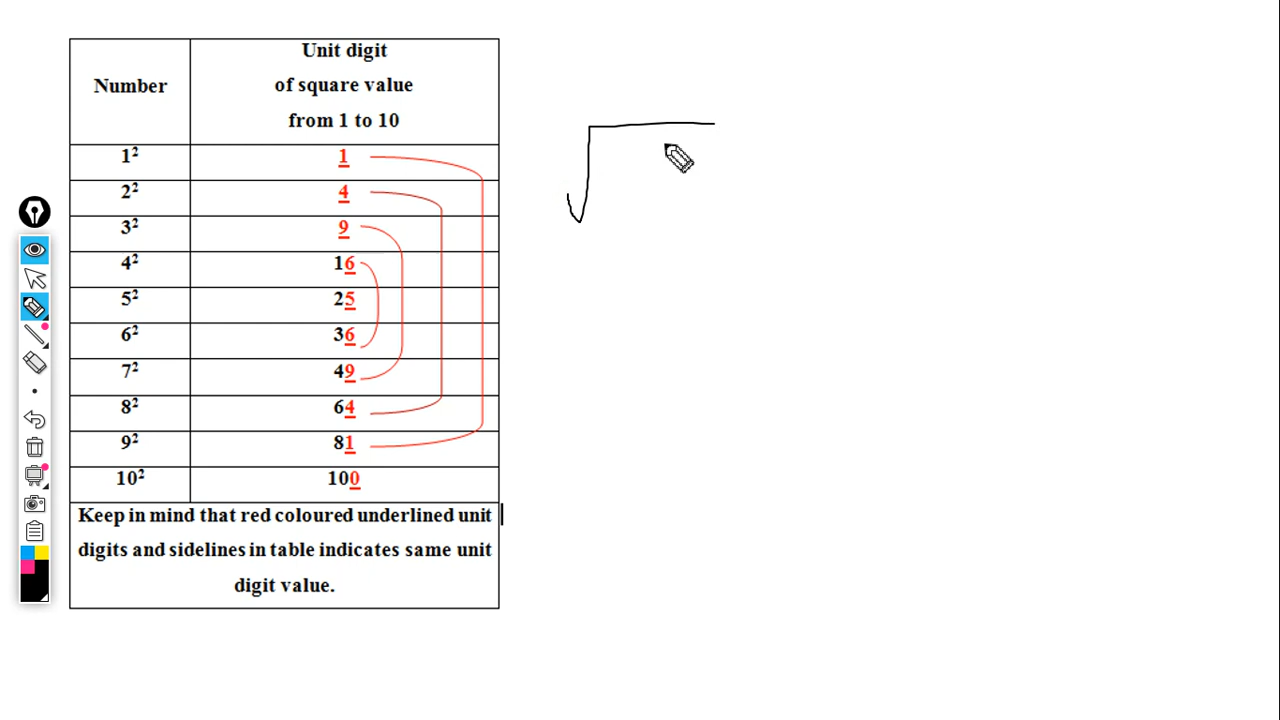 Number
Unit digit
of square value
from 1 to 10
1² 1
2² 4
3² 9
4² 16
5² 25
6² 36
7² 49
8² 64
9² 81
10² 100
Keep in mind that red coloured underlined unit
digits and sidelines in table indicates same unit
digit value.
√